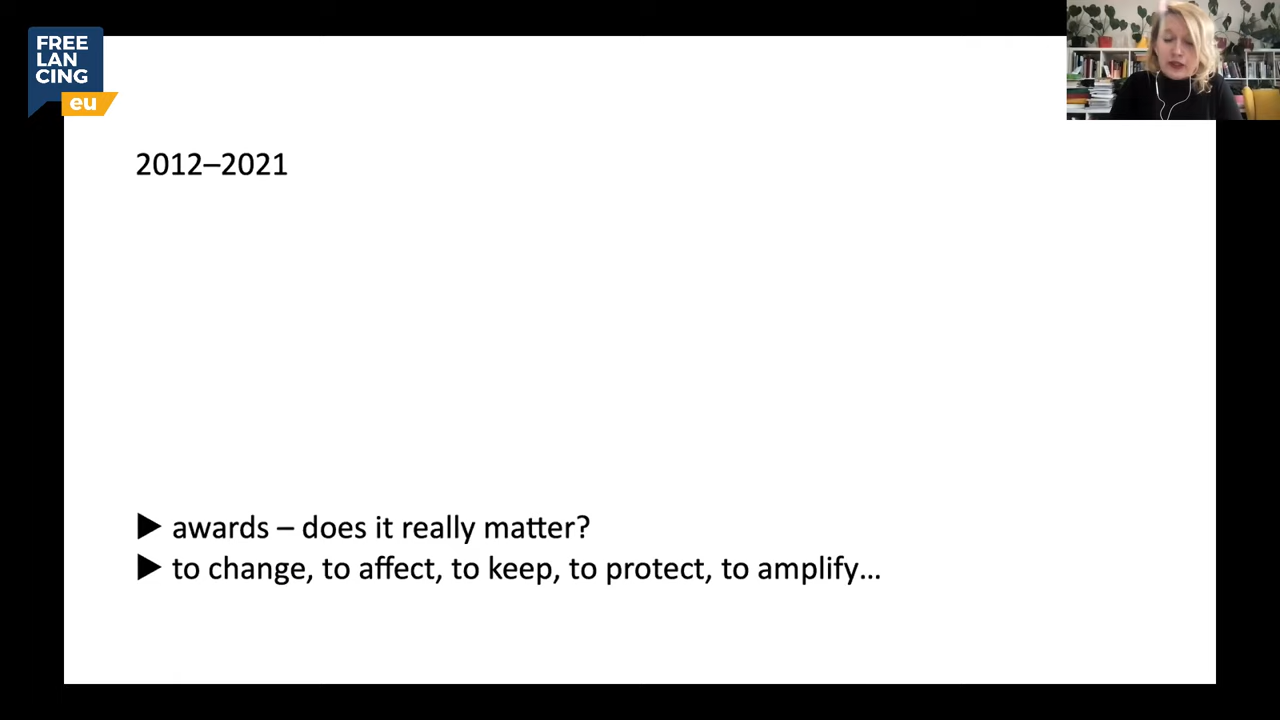 FREE
LAN
CING
eu
2012–2021
▶ awards – does it really matter?
▶ to change, to affect, to keep, to protect, to amplify…